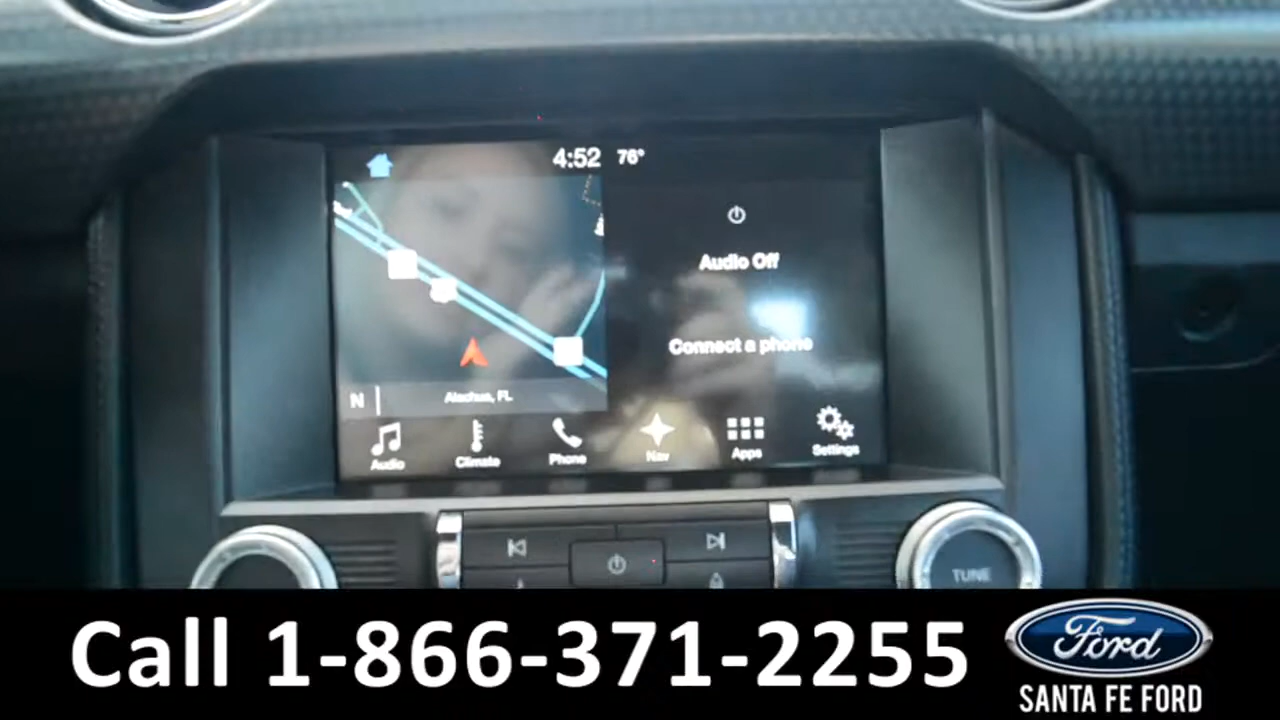 4:52 76°
Audio Off
Connect a phone
N
Alachua, FL
Audio Climate Phone Nav Apps Settings
TUNE
Call 1-866-371-2255
Ford
SANTA FE FORD